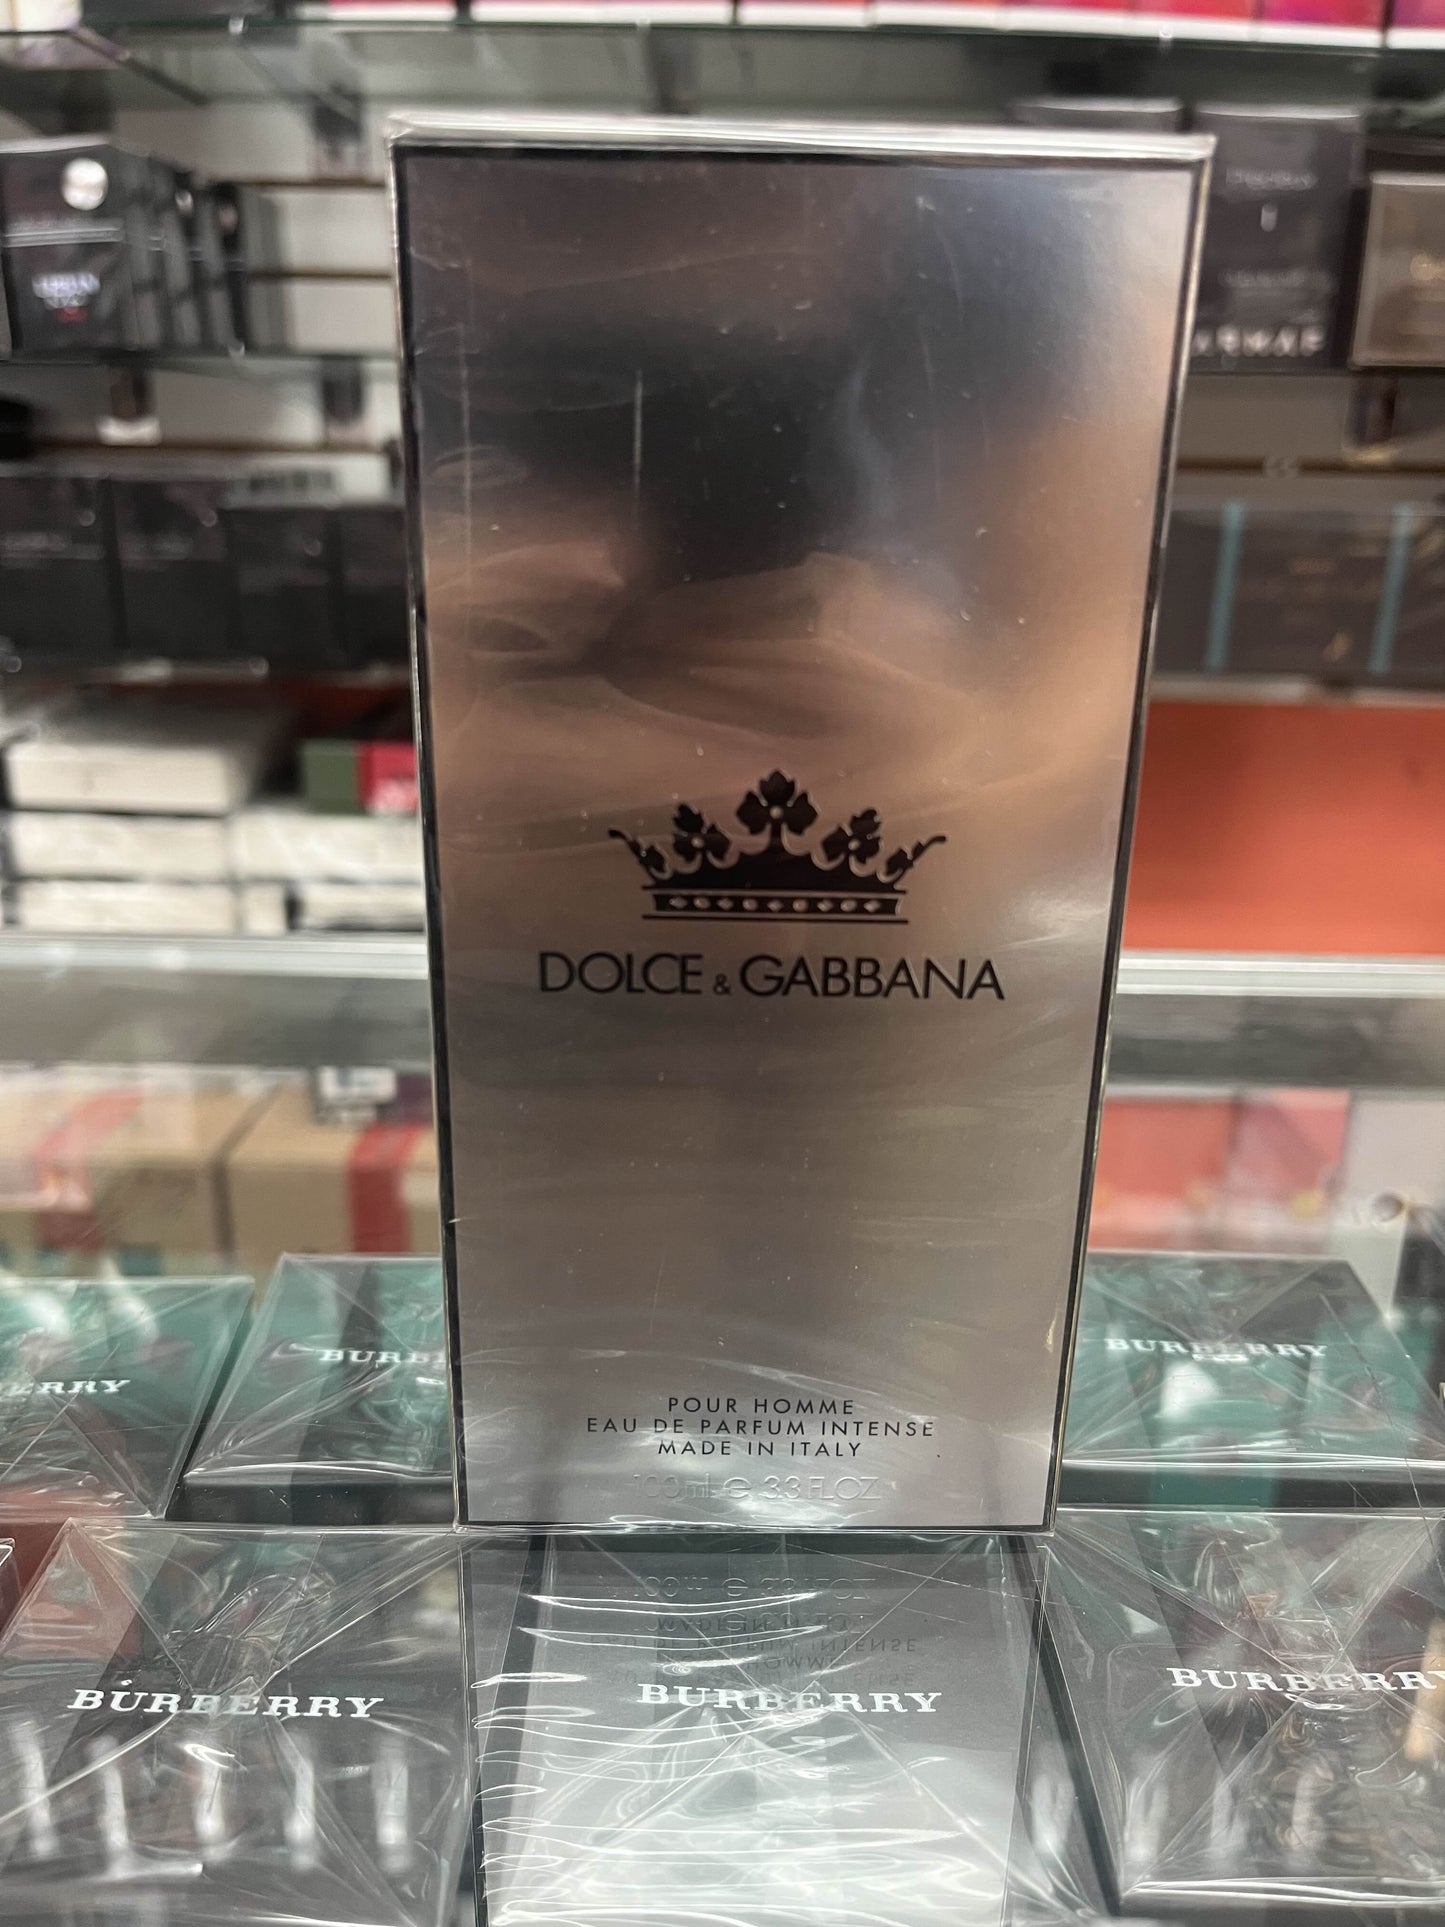 DOLCE & GABBANA
POUR HOMME
EAU DE PARFUM INTENSE
MADE IN ITALY
100ml e 3.3 FL.OZ
BURBERRY
BURBERRY
BURBERRY
BURBERRY